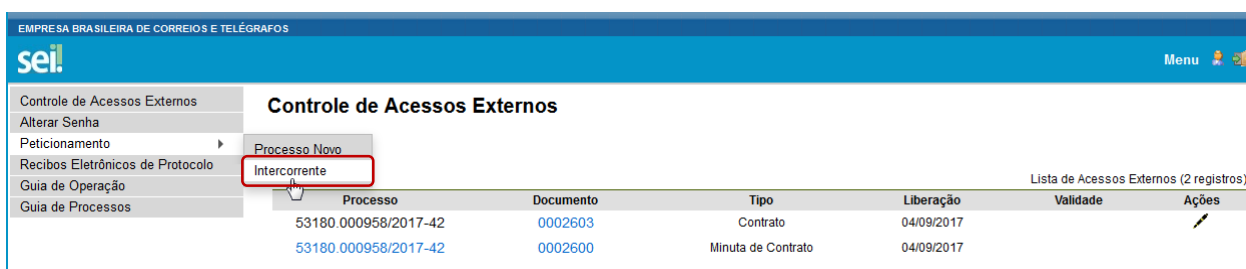 EMPRESA BRASILEIRA DE CORREIOS E TELÉGRAFOS
sei!
Menu
Controle de Acessos Externos
Alterar Senha
Peticionamento
Recibos Eletrônicos de Protocolo
Guia de Operação
Guia de Processos
Controle de Acessos Externos
Processo Novo
Intercorrente
Lista de Acessos Externos (2 registros)
Processo Documento Tipo Liberação Validade Ações
53180.000958/2017-42 0002603 Contrato 04/09/2017
53180.000958/2017-42 0002600 Minuta de Contrato 04/09/2017